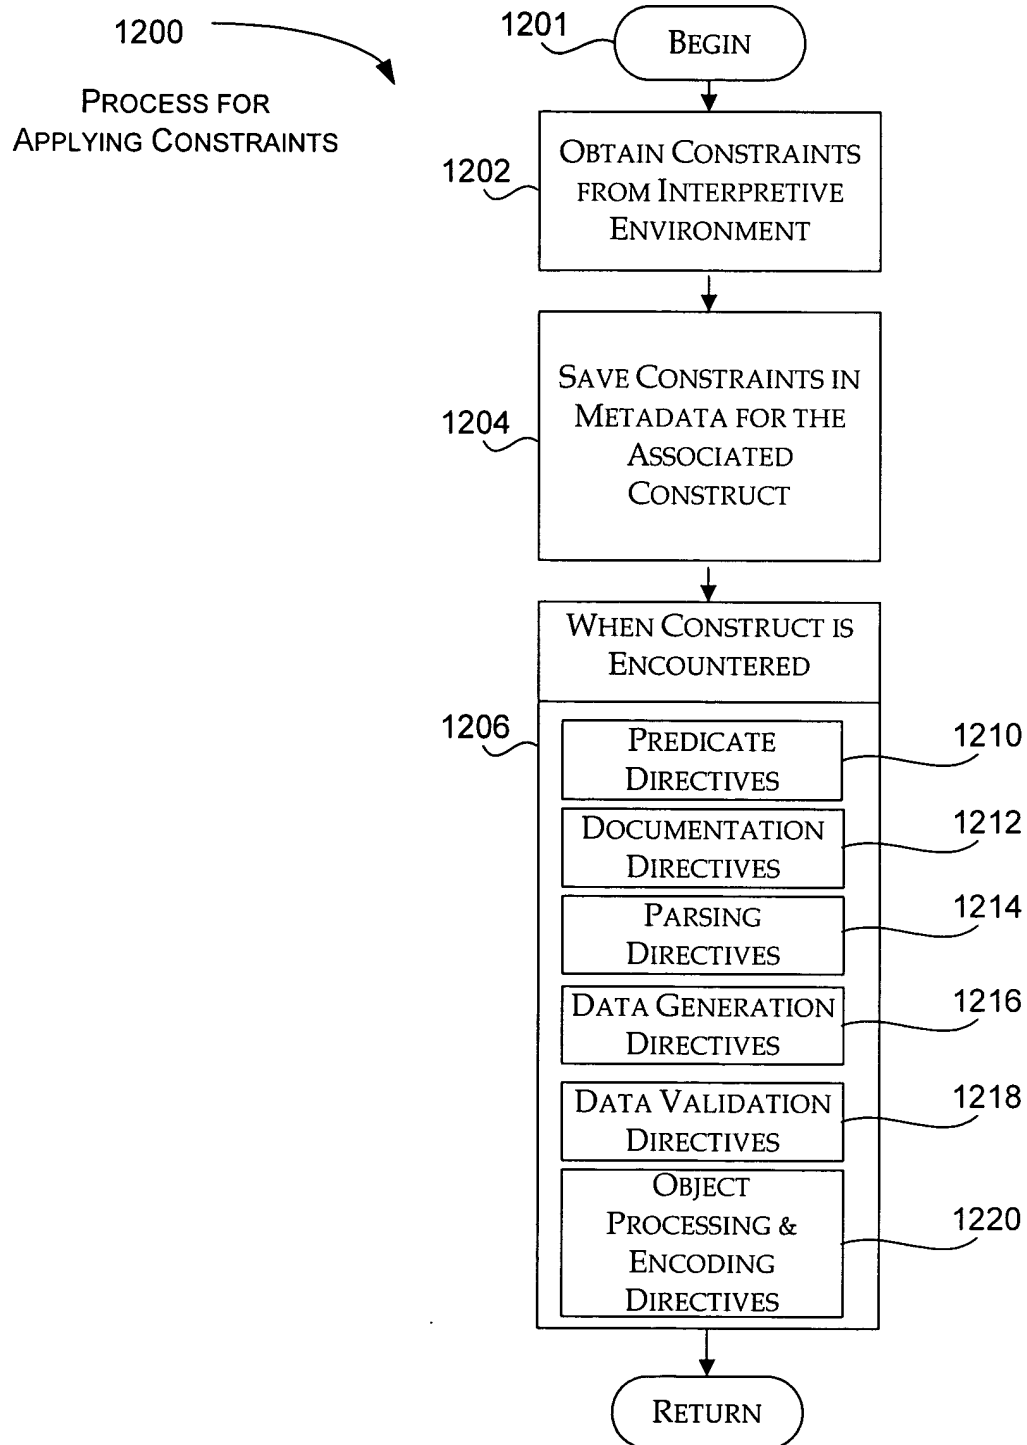 1200
PROCESS FOR
APPLYING CONSTRAINTS
1201
BEGIN
1202
OBTAIN CONSTRAINTS
FROM INTERPRETIVE
ENVIRONMENT
1204
SAVE CONSTRAINTS IN
METADATA FOR THE
ASSOCIATED
CONSTRUCT
WHEN CONSTRUCT IS
ENCOUNTERED
1206
PREDICATE
DIRECTIVES
1210
DOCUMENTATION
DIRECTIVES
1212
PARSING
DIRECTIVES
1214
DATA GENERATION
DIRECTIVES
1216
DATA VALIDATION
DIRECTIVES
1218
OBJECT
PROCESSING &
ENCODING
DIRECTIVES
1220
RETURN